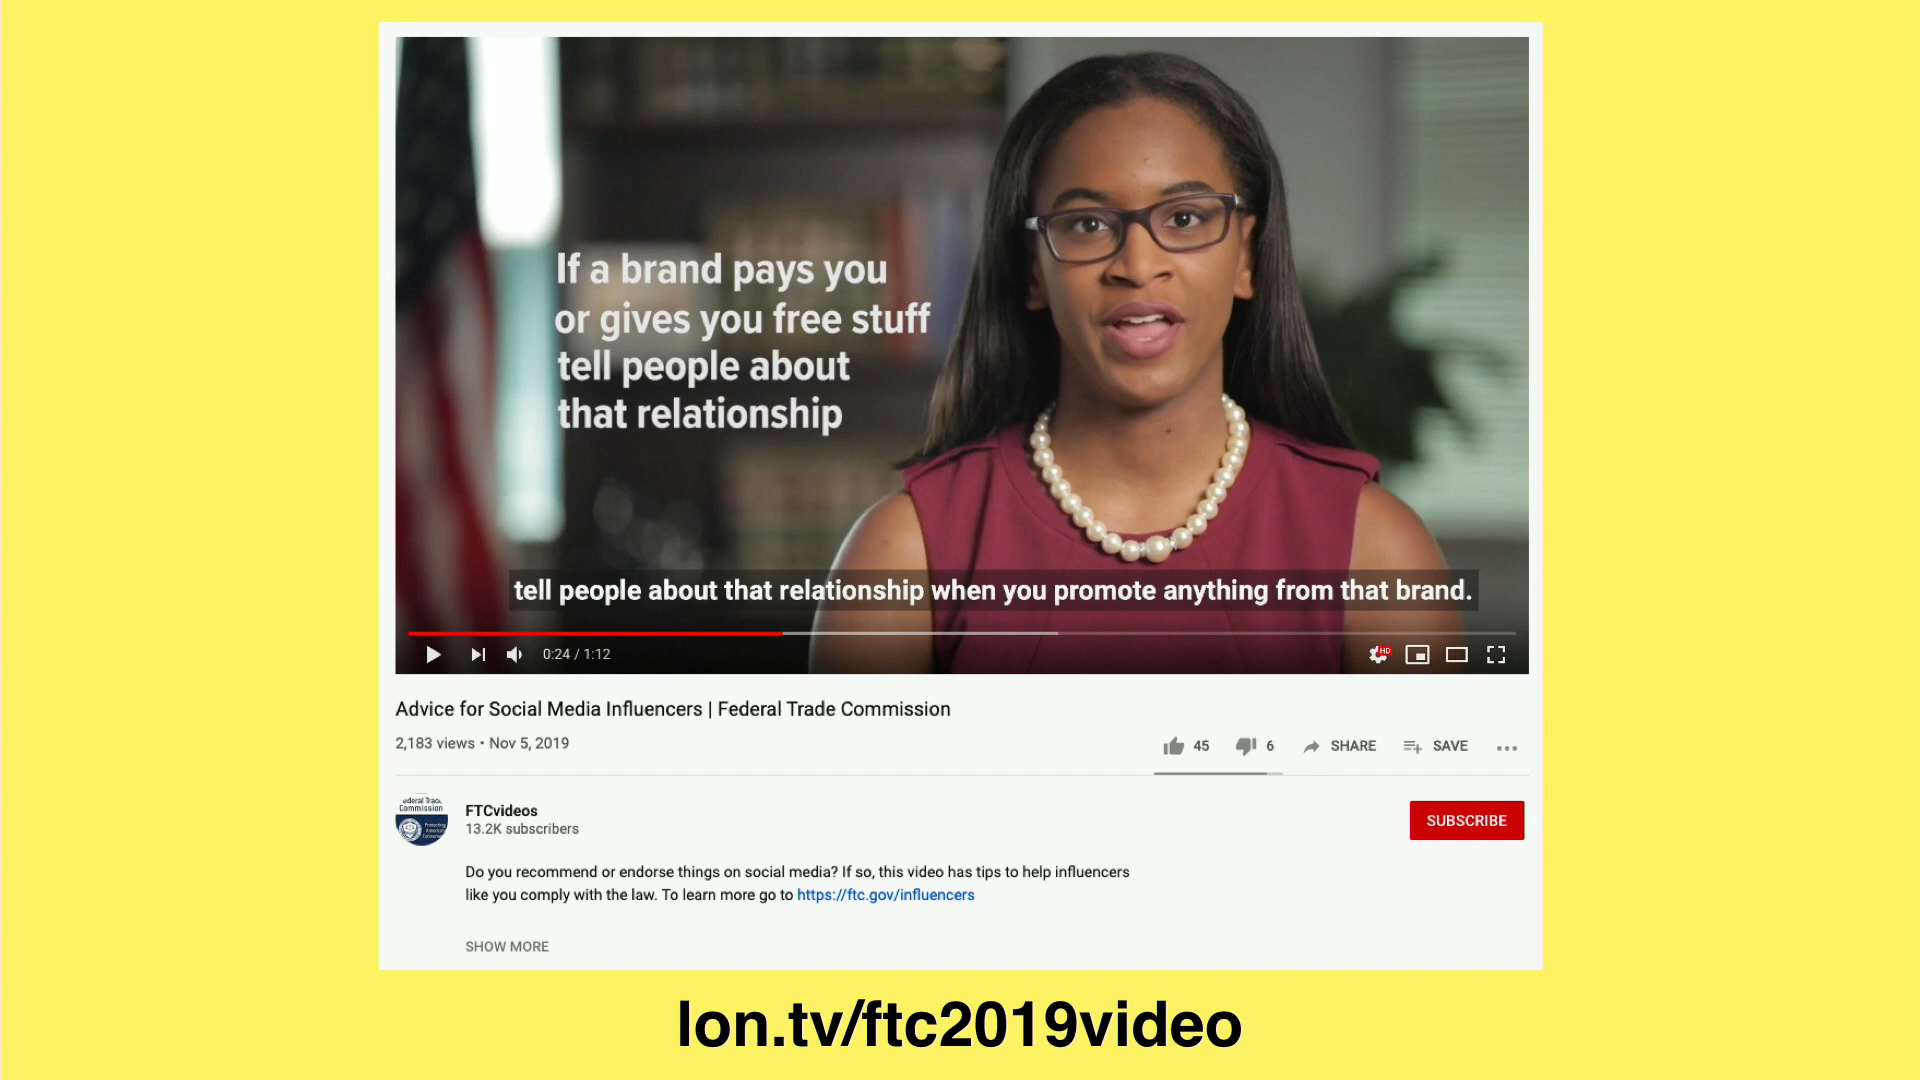 If a brand pays you
or gives you free stuff
tell people about
that relationship
tell people about that relationship when you promote anything from that brand.
0:24 / 1:12
HD
Advice for Social Media Influencers | Federal Trade Commission
2,183 views • Nov 5, 2019
45 6 SHARE SAVE
Commission
FTCvideos
13.2K subscribers
SUBSCRIBE
Do you recommend or endorse things on social media? If so, this video has tips to help influencers
like you comply with the law. To learn more go to https://ftc.gov/influencers
SHOW MORE
lon.tv/ftc2019video